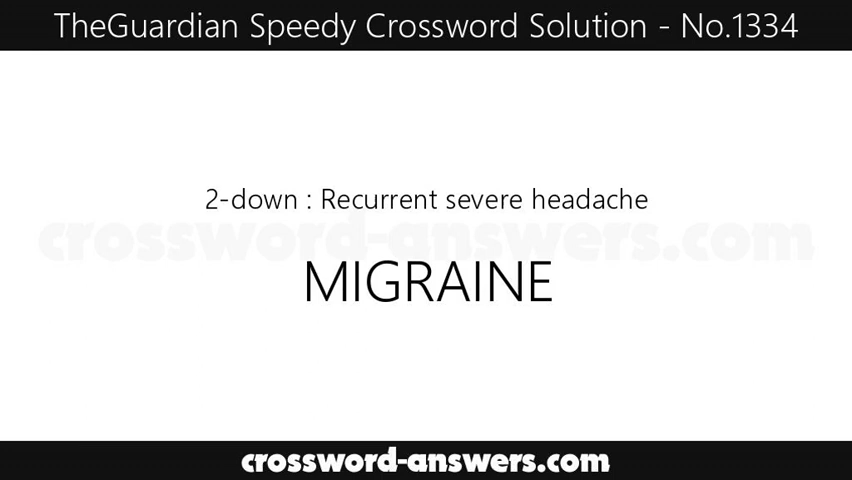 TheGuardian Speedy Crossword Solution - No.1334
2-down : Recurrent severe headache
crossword-answers.com
MIGRAINE
crossword-answers.com